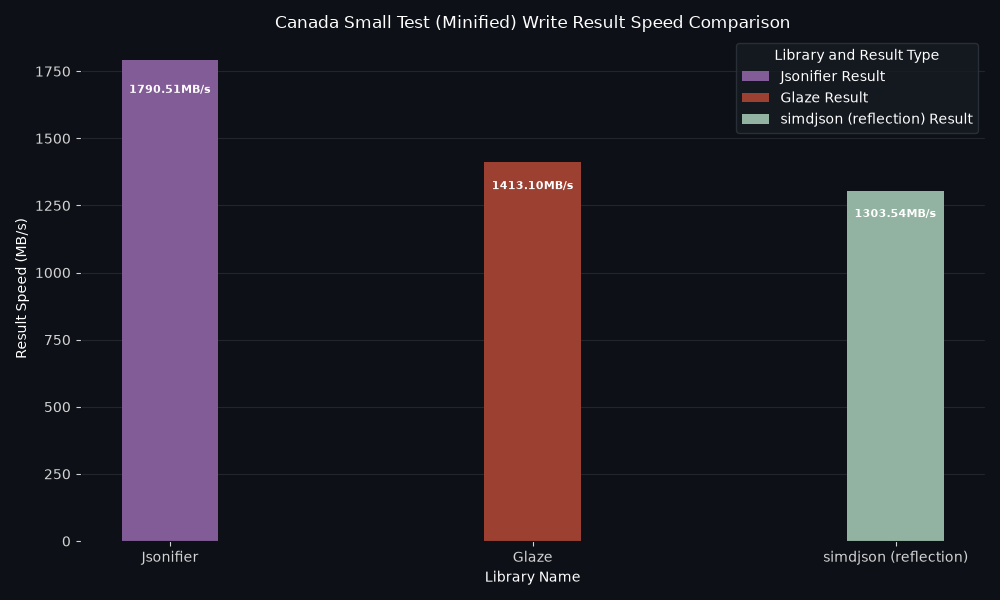 Canada Small Test (Minified) Write Result Speed Comparison
Library and Result Type
Jsonifier Result
Glaze Result
simdjson (reflection) Result
1790.51MB/s
1413.10MB/s
1303.54MB/s
Result Speed (MB/s)
1750
1500
1250
1000
750
500
250
0
Jsonifier
Glaze
simdjson (reflection)
Library Name